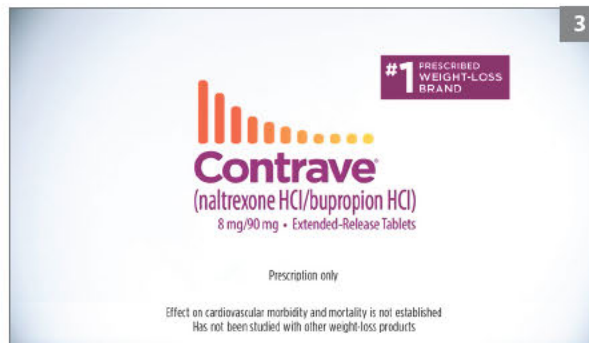 3
#1 PRESCRIBED
WEIGHT-LOSS
BRAND
Contrave®
(naltrexone HCl/bupropion HCl)
8 mg/90 mg • Extended-Release Tablets
Prescription only
Effect on cardiovascular morbidity and mortality is not established
Has not been studied with other weight-loss products